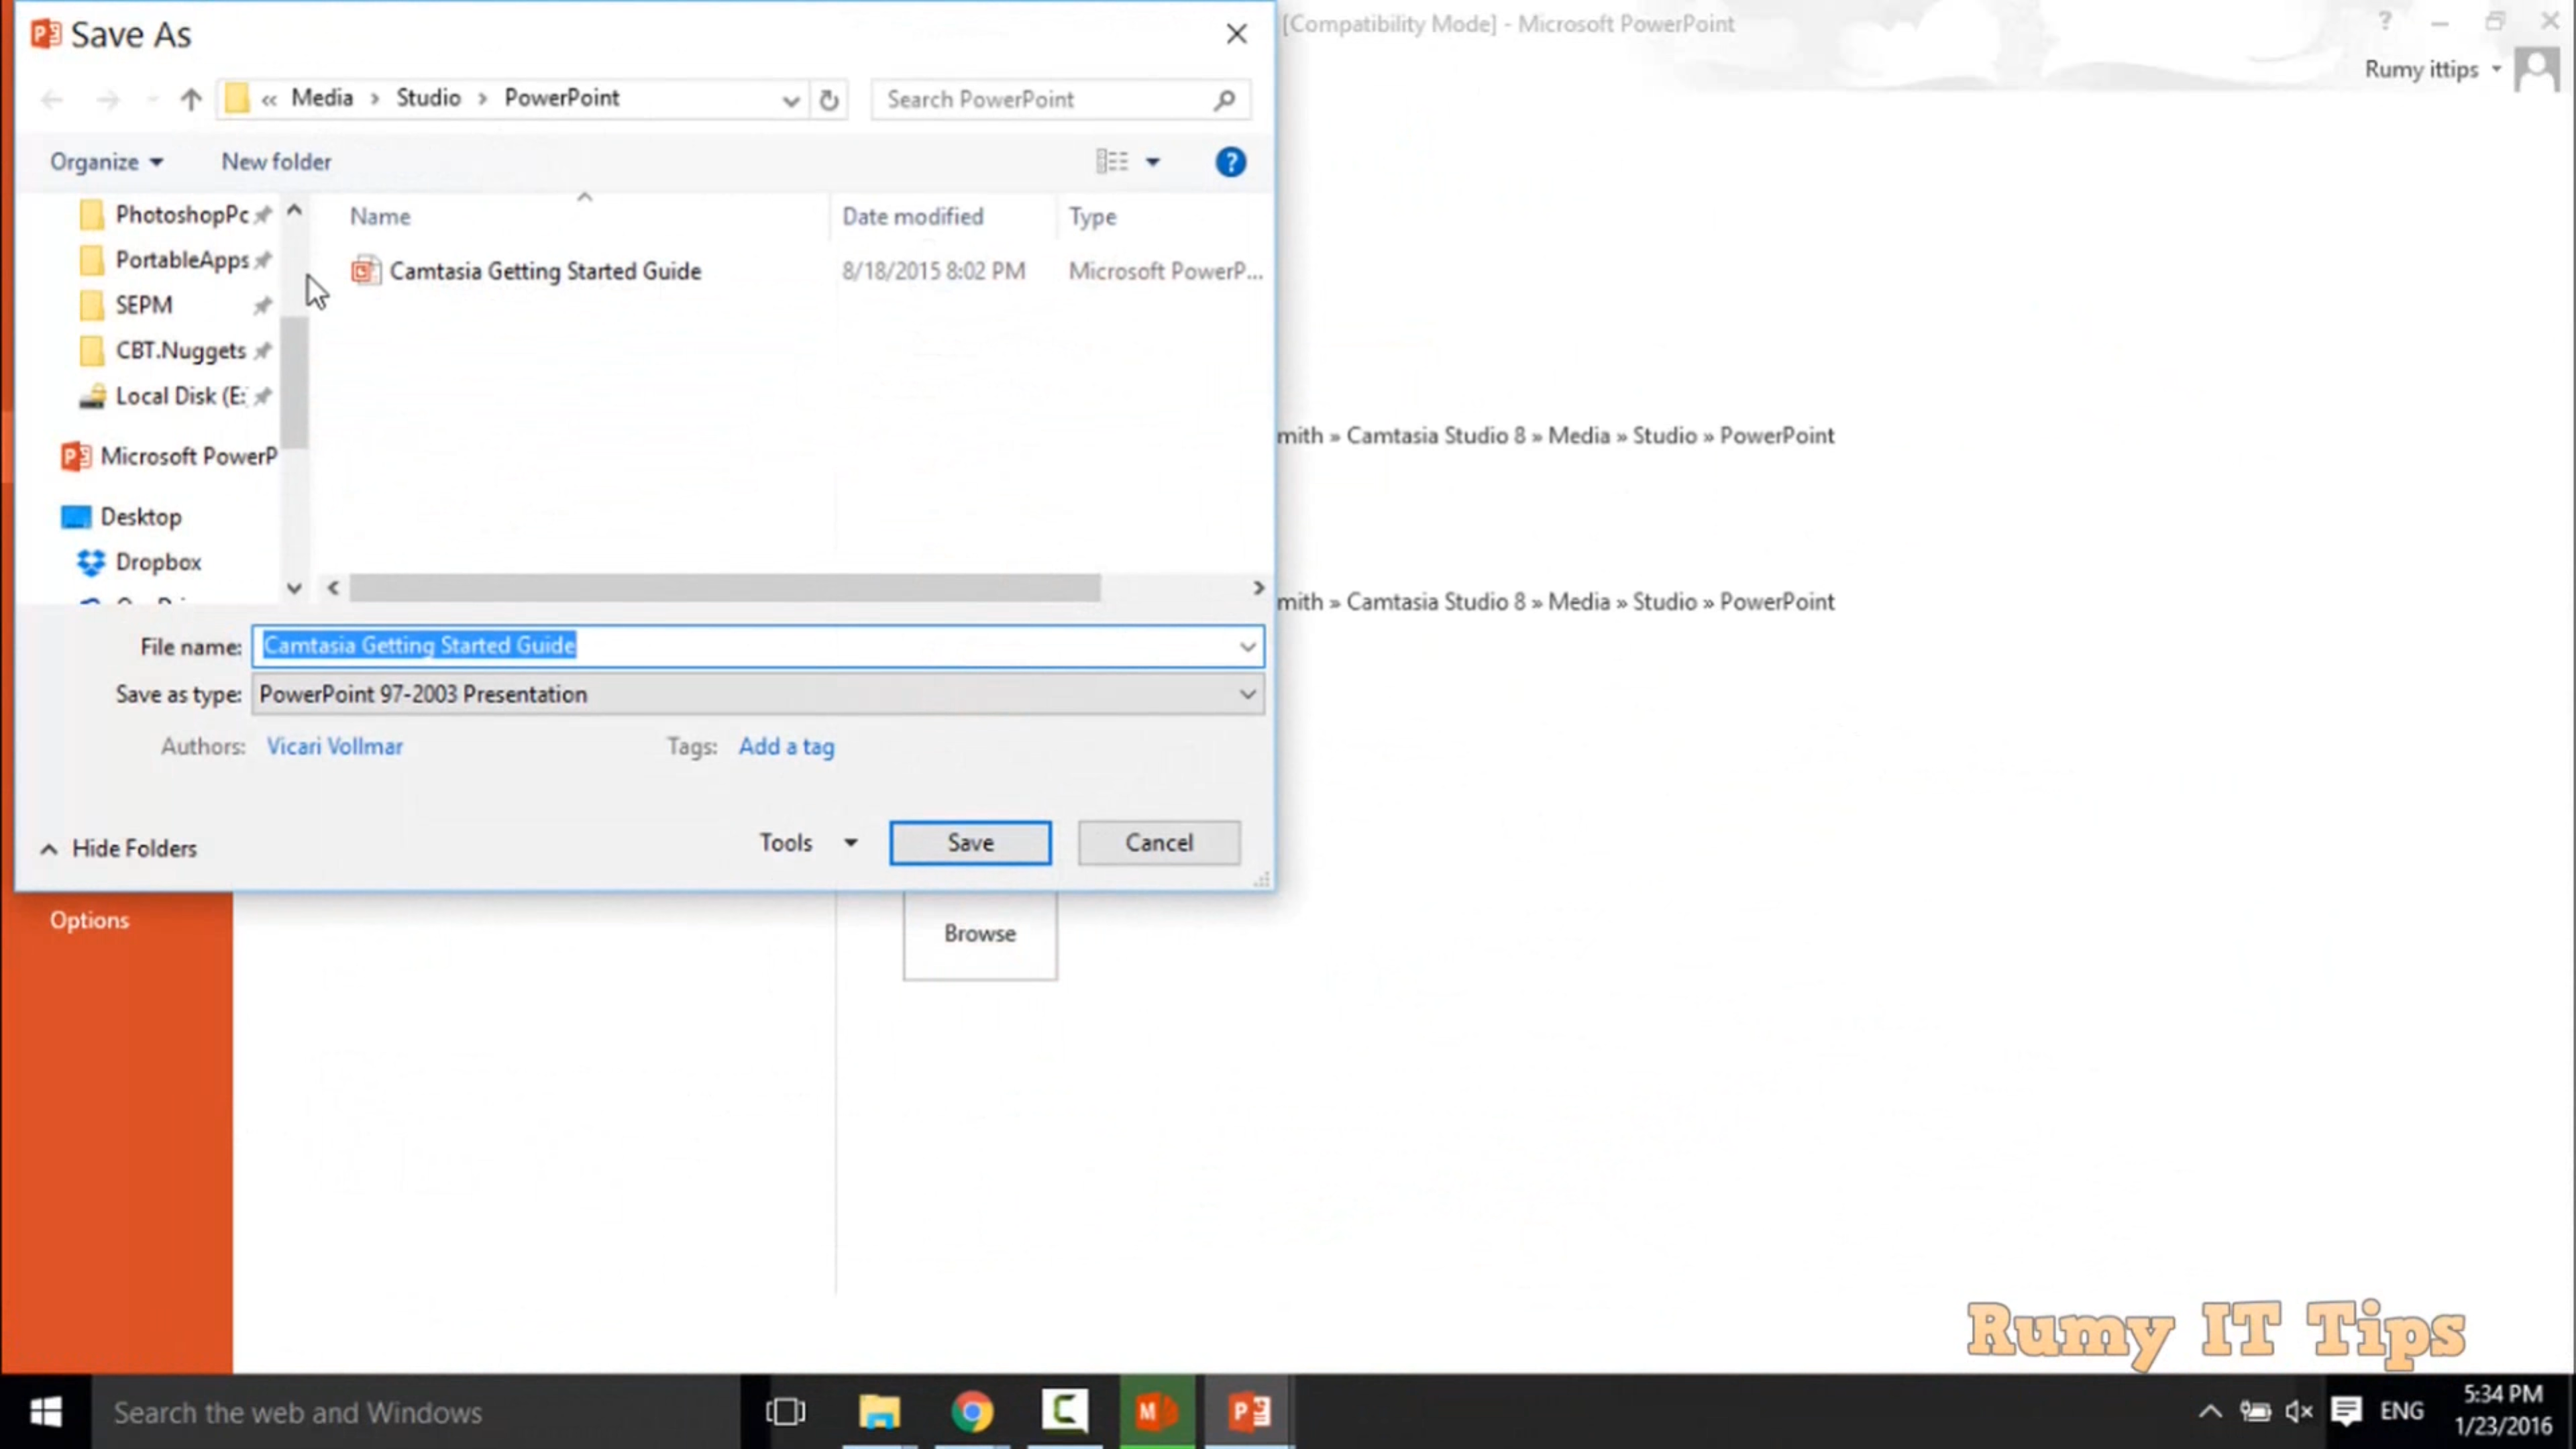 Save As
[Compatibility Mode] - Microsoft PowerPoint
?
Rumy ittips
« Media › Studio › PowerPoint
Search PowerPoint
Organize
New folder
?
PhotoshopPc
PortableApps
SEPM
CBT.Nuggets
Local Disk (E:
Microsoft PowerP
Desktop
Dropbox
Name Date modified Type
Camtasia Getting Started Guide 8/18/2015 8:02 PM Microsoft PowerP...
mith » Camtasia Studio 8 » Media » Studio » PowerPoint
mith » Camtasia Studio 8 » Media » Studio » PowerPoint
File name: Camtasia Getting Started Guide
Save as type: PowerPoint 97-2003 Presentation
Authors: Vicari Vollmar Tags: Add a tag
Hide Folders
Tools
Save
Cancel
Options
Browse
Rumy IT Tips
Search the web and Windows
ENG
5:34 PM
1/23/2016